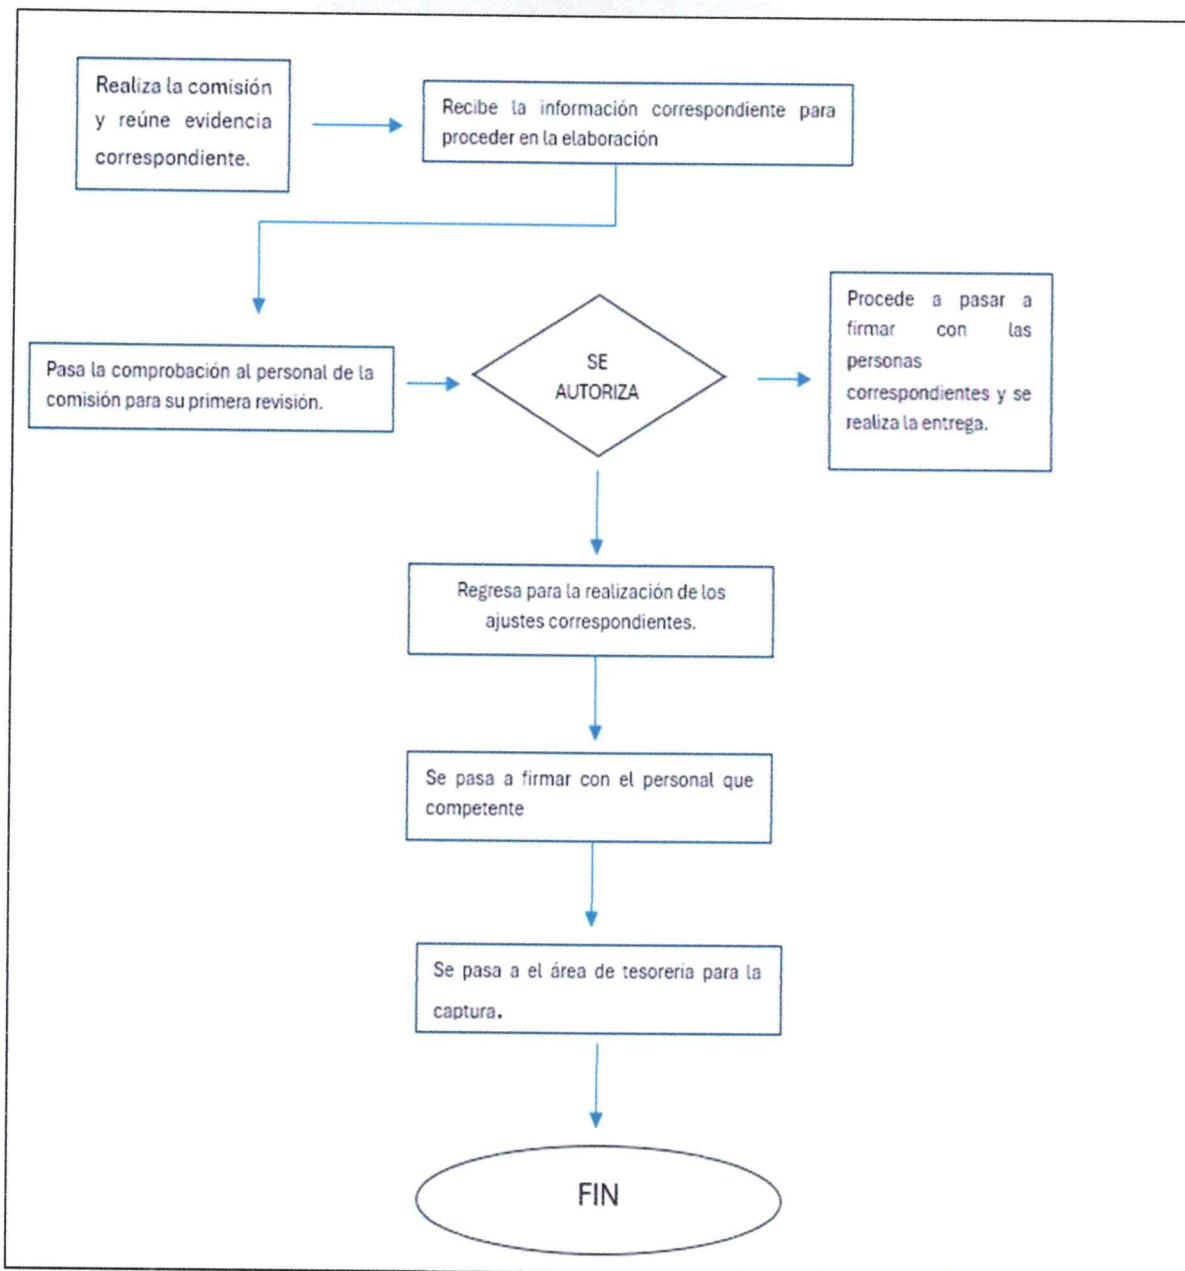 Realiza la comisión
y reúne evidencia
correspondiente.
Recibe la información correspondiente para
proceder en la elaboración
Pasa la comprobación al personal de la
comisión para su primera revisión.
SE
AUTORIZA
Procede a pasar a
firmar con las
personas
correspondientes y se
realiza la entrega.
Regresa para la realización de los
ajustes correspondientes.
Se pasa a firmar con el personal que
competente
Se pasa a el área de tesorería para la
captura.
FIN